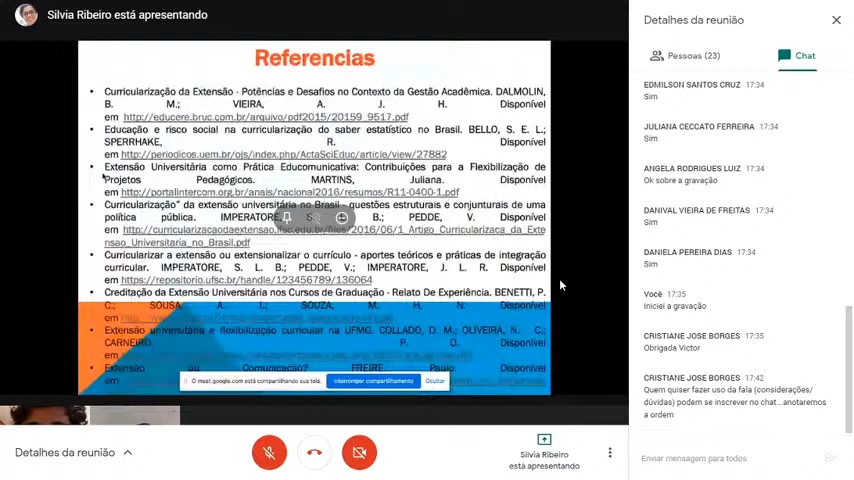 Silvia Ribeiro está apresentando
Referencias
• Curricularização da Extensão - Potências e Desafios no Contexto da Gestão Acadêmica. DALMOLIN,
B. M.; VIEIRA, A. J. H. Disponível
em http://educere.bruc.com.br/arquivo/pdf2015/20159_9517.pdf
• Educação e risco social na curricularização do saber estatístico no Brasil. BELLO, S. E. L.;
SPERRHAKE, R. Disponível
em http://periodicos.uem.br/ojs/index.php/ActaSciEduc/article/view/27882
• Extensão Universitária como Prática Educomunicativa: Contribuições para a Flexibilização de
Projetos Pedagógicos. MARTINS, Juliana. Disponível
em http://portalintercom.org.br/anais/nacional2016/resumos/R11-0400-1.pdf
• Curricularização" da extensão universitária no Brasil - questões estruturais e conjunturais de uma
política pública. IMPERATORE, S. B.; PEDDE, V. Disponível
em http://curricularizacaodaextensao.ifsc.edu.br/files/2016/06/1_Artigo_Curricularizaca_da_Exte
nsao_Universitaria_no_Brasil.pdf
• Curricularizar a extensão ou extensionalizar o currículo - aportes teóricos e práticas de integração
curricular. IMPERATORE, S. L. B.; PEDDE, V.; IMPERATORE, J. L. R. Disponível
em https://repositorio.ufsc.br/handle/123456789/136064
• Creditação da Extensão Universitária nos Cursos de Graduação - Relato De Experiência. BENETTI, P.
C.; SOUSA, A. I.; SOUZA, M. H. N. Disponível
em
• Extensão universitária e flexibilização curricular na UFMG. COLLADO, D. M.; OLIVEIRA, N. C.;
CARNEIRO P. O. Disponível
em
• Extensão ou Comunicação? FREIRE, Paulo. Disponível
em
O meet.google.com está compartilhando sua tela.
Interromper compartilhamento
Ocultar
Detalhes da reunião
Silvia Ribeiro
está apresentando
Detalhes da reunião
Pessoas (23)
Chat
EDMILSON SANTOS CRUZ 17:34
Sim
JULIANA CECCATO FERREIRA 17:34
Sim
ANGELA RODRIGUES LUIZ 17:34
Ok sobre a gravação
DANIVAL VIEIRA DE FREITAS 17:34
Sim
DANIELA PEREIRA DIAS 17:34
Sim
Você 17:35
iniciei a gravação
CRISTIANE JOSE BORGES 17:35
Obrigada Victor
CRISTIANE JOSE BORGES 17:42
Quem quiser fazer uso da fala (considerações/
dúvidas) podem se inscrever no chat...anotaremos
a ordem
Enviar mensagem para todos